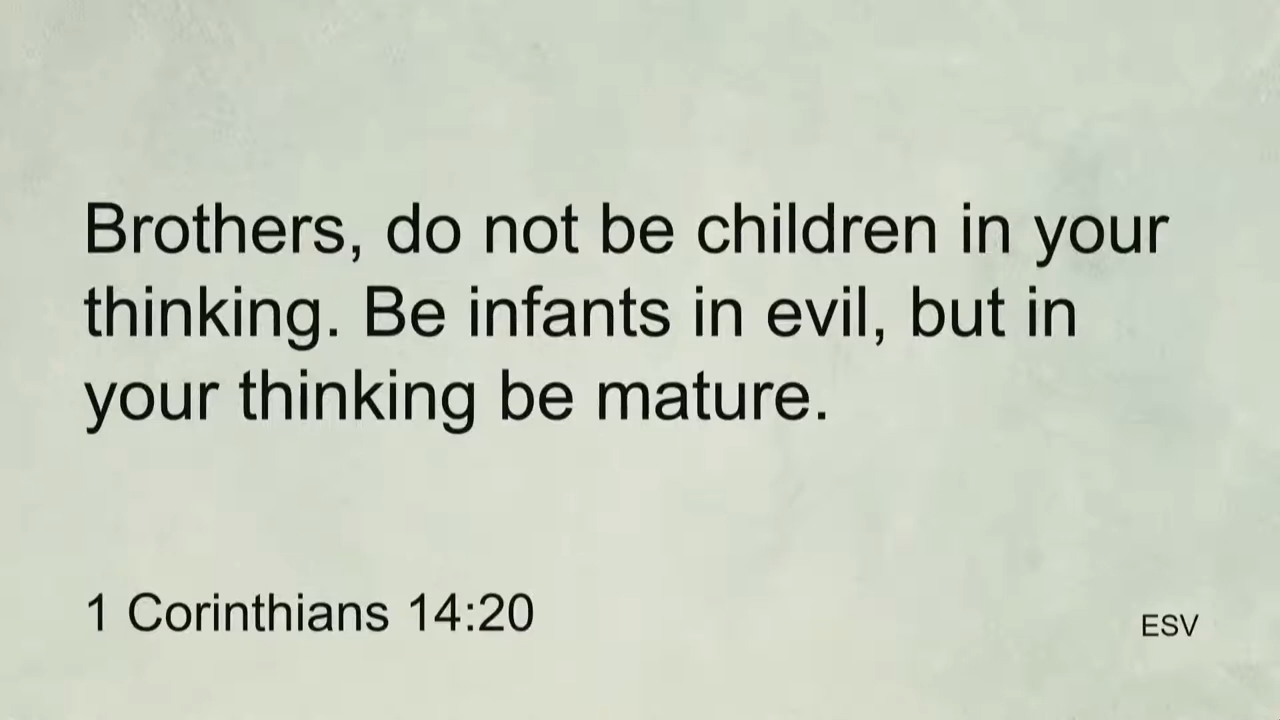 Brothers, do not be children in your
thinking. Be infants in evil, but in
your thinking be mature.
1 Corinthians 14:20
ESV